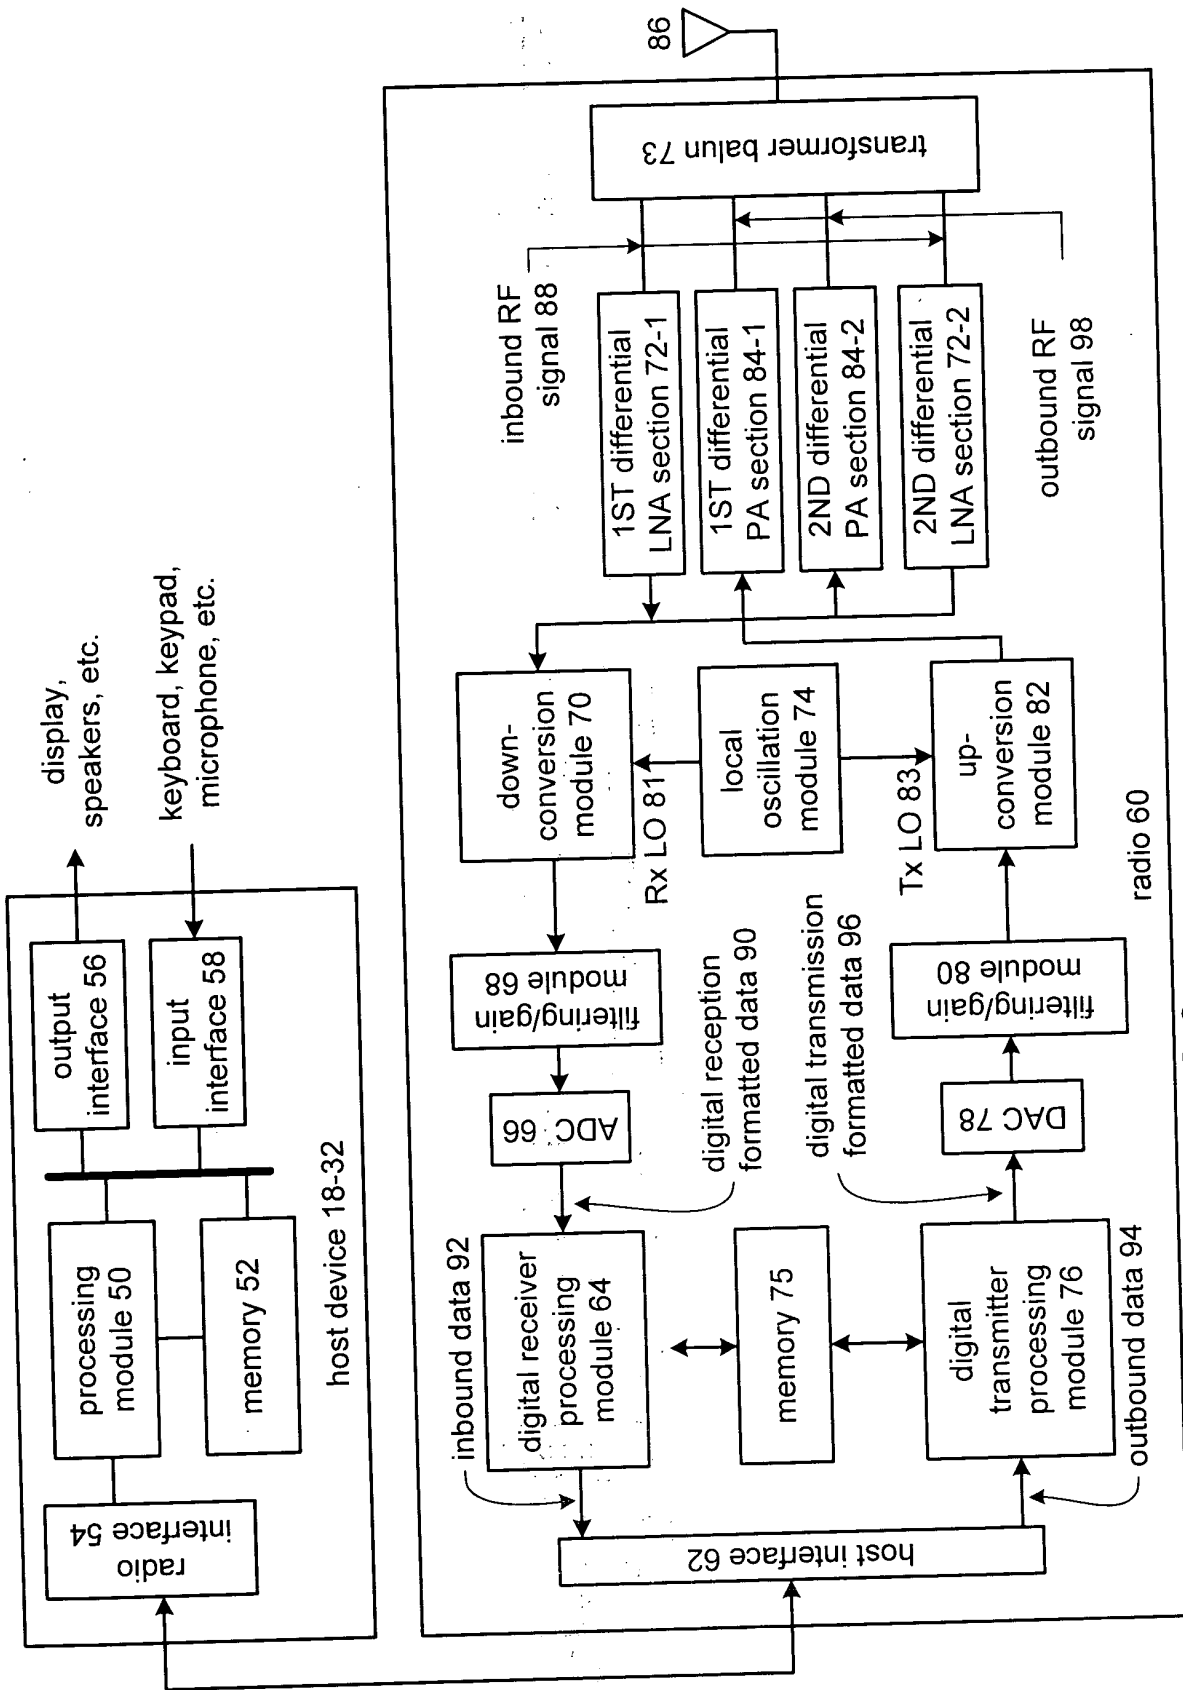 display,
speakers, etc.
keyboard, keypad,
microphone, etc.
output
interface 56
input
interface 58
processing
module 50
memory 52
radio
interface 54
host device 18-32
86
transformer balun 73
inbound RF
signal 88
1ST differential
LNA section 72-1
1ST differential
PA section 84-1
2ND differential
PA section 84-2
2ND differential
LNA section 72-2
outbound RF
signal 98
down-
conversion
module 70
Rx LO 81
local
oscillation
module 74
Tx LO 83
up-
conversion
module 82
radio 60
filtering/gain
module 68
digital reception
formatted data 90
digital transmission
formatted data 96
filtering/gain
module 80
ADC 66
DAC 78
inbound data 92
digital receiver
processing
module 64
memory 75
digital
transmitter
processing
module 76
outbound data 94
host interface 62